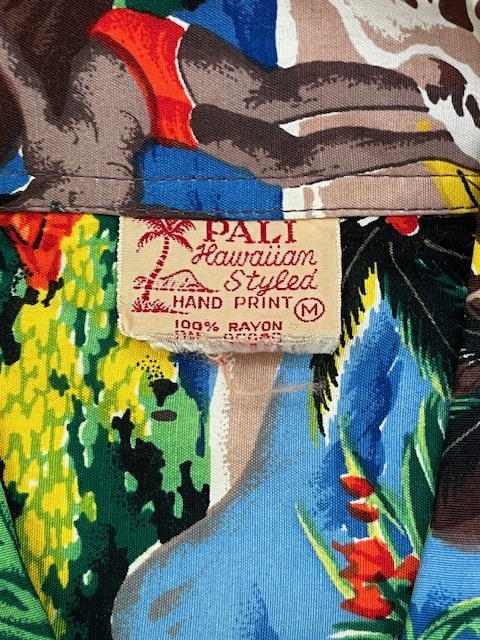 PALI
Hawaiian
Styled
HAND PRINT M
100% RAYON